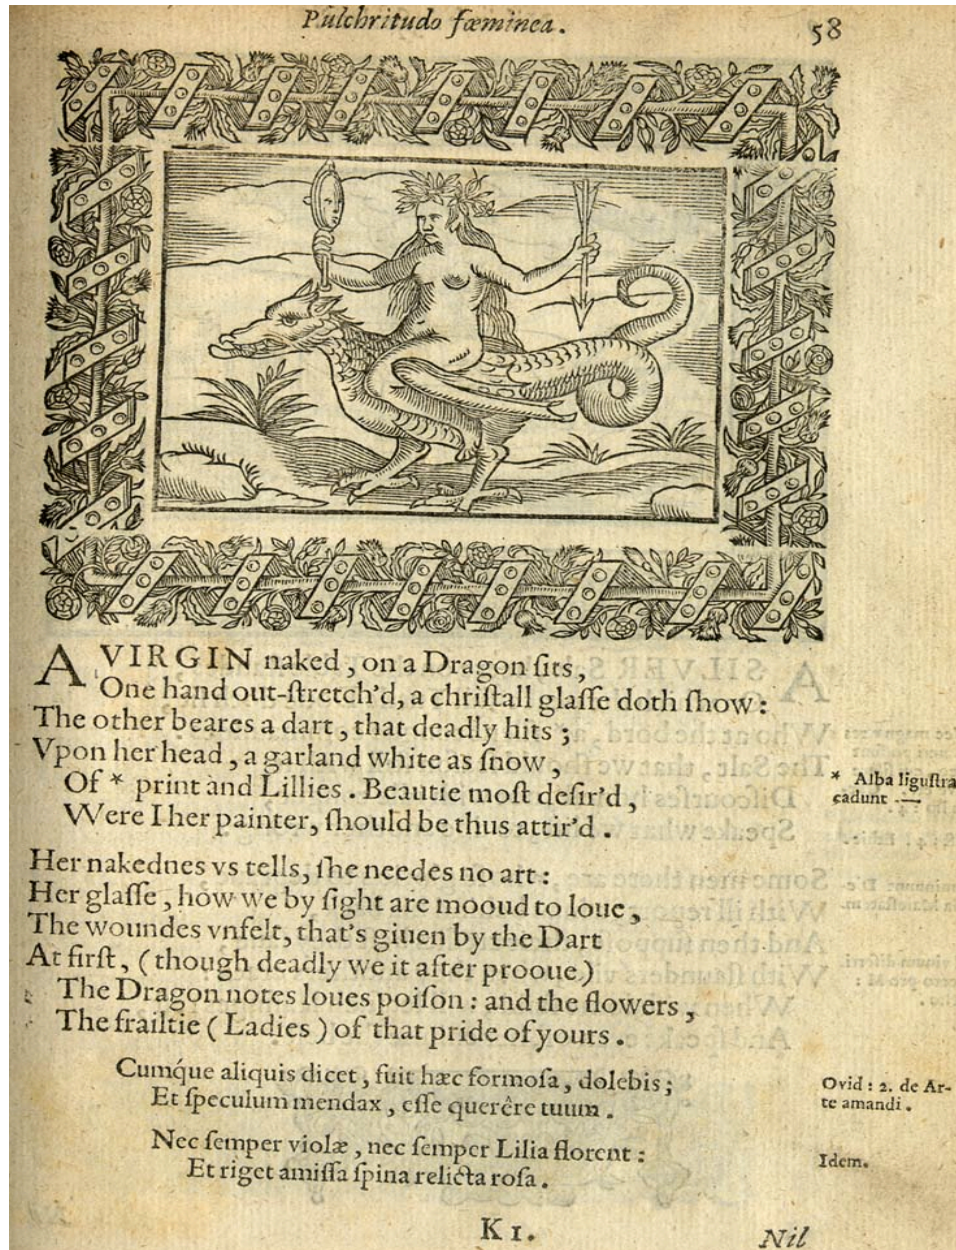 Pulchritudo fœminea.
58
A VIRGIN naked, on a Dragon ſits,
One hand out-ſtretch'd, a chriſtall glaſſe doth ſhow:
The other beares a dart, that deadly hits;
Vpon her head, a garland white as ſnow,
Of * print and Lillies. Beautie moſt deſir'd,
Were I her painter, ſhould be thus attir'd.
* Alba liguſtra
cadunt .—
Her nakednes vs tells, ſhe needes no art:
Her glaſſe, how we by ſight are mooud to loue,
The woundes vnfelt, that's giuen by the Dart
At firſt, (though deadly we it after prooue)
The Dragon notes loues poiſon: and the flowers,
The frailtie (Ladies) of that pride of yours.
Cumq́ue aliquis dicet, fuit hæc formoſa, dolebis;
Et ſpeculum mendax, eſſe querêre tuum.
Ovid: 2. de Ar-
te amandi.
Nec ſemper violæ, nec ſemper Lilia florent:
Et riget amiſſa ſpina relicta roſa.
Idem.
K 1.
Nil